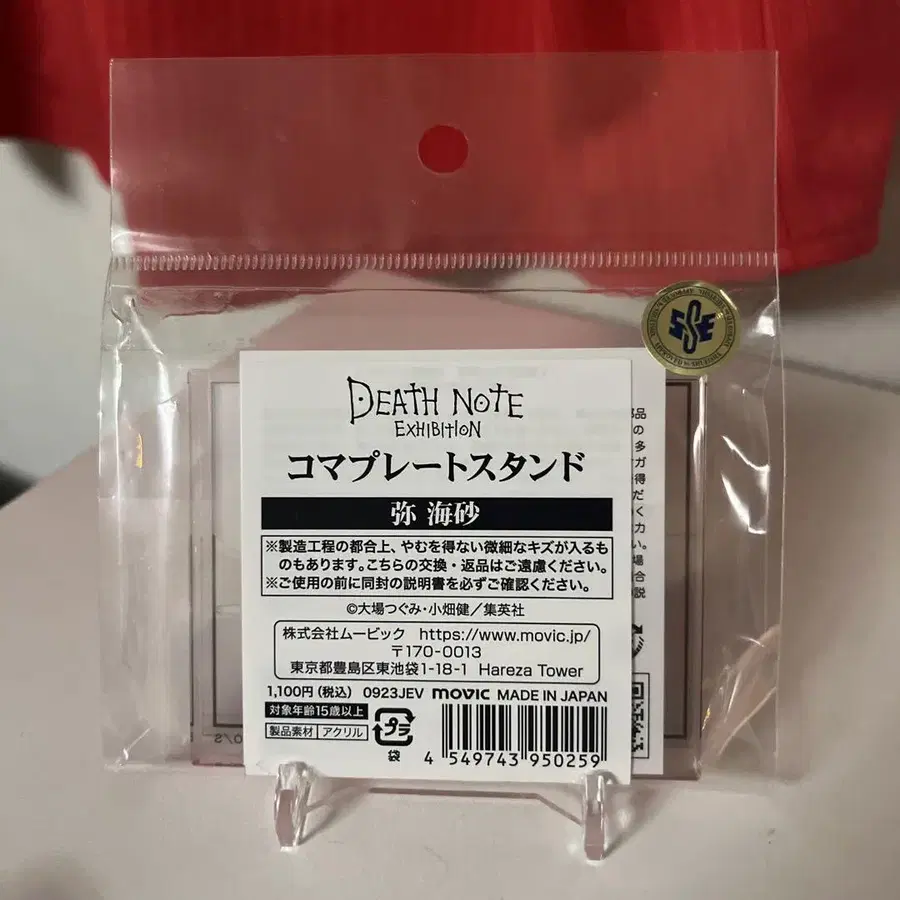 DEATH NOTE
EXHIBITION
コマプレートスタンド
弥 海砂
※製造工程の都合上、やむを得ない微細なキズが入るも
のもあります。こちらの交換・返品はご遠慮ください。
※ご使用の前に同封の説明書を必ずご確認ください。
©大場つぐみ・小畑健／集英社
株式会社ムービック https://www.movic.jp/
〒170-0013
東京都豊島区東池袋1-18-1 Hareza Tower
1,100円（税込） 0923JEV movic MADE IN JAPAN
対象年齢15歳以上
製品素材 アクリル
プラ
袋
4 549743 950259